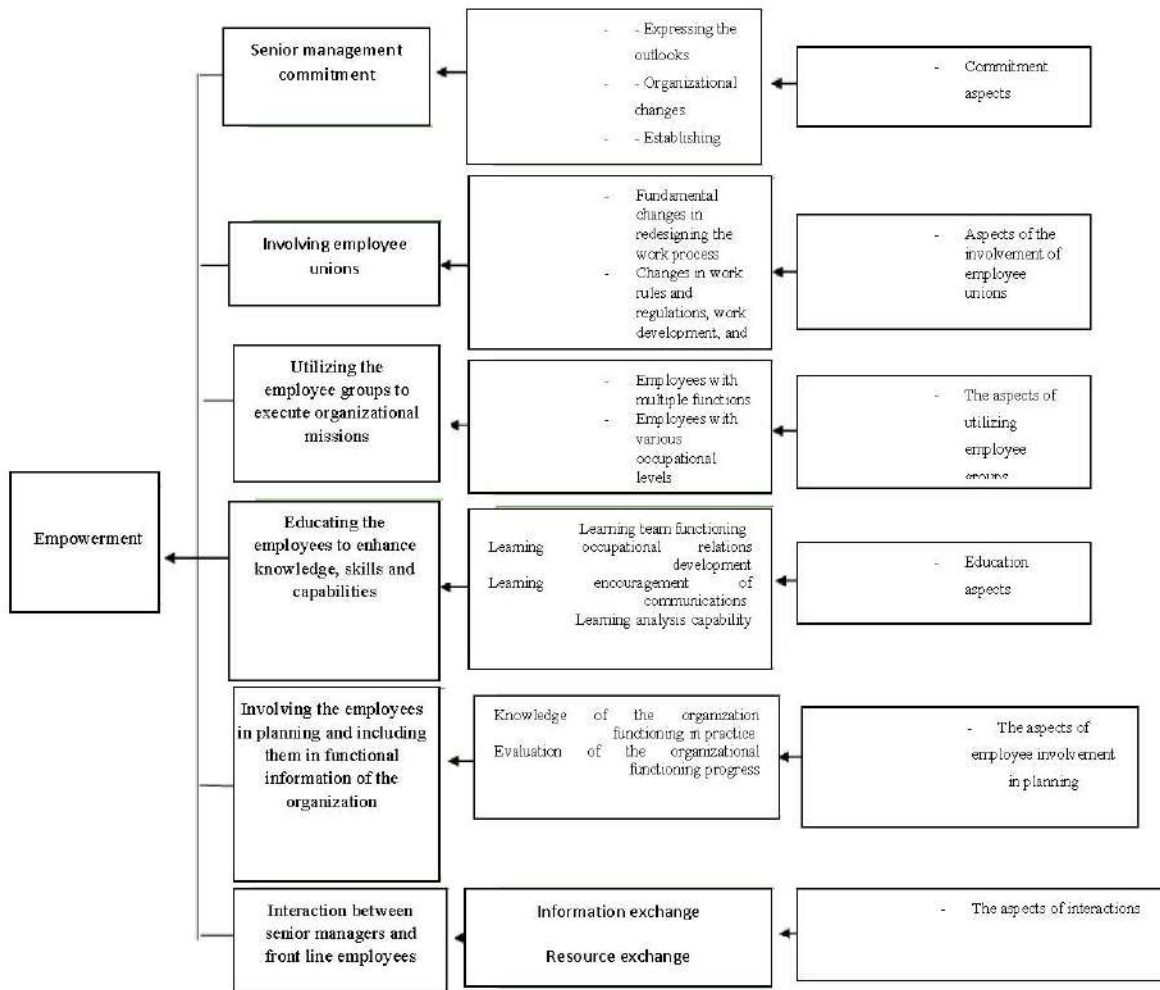 Senior management
commitment
- - Expressing the
outlooks
- - Organizational
changes
- - Establishing
- Commitment
aspects
Involving employee
unions
- Fundamental
changes in
redesigning the
work process
- Changes in work
rules and
regulations, work
development, and
- Aspects of the
involvement of
employee
unions
Utilizing the
employee groups to
execute organizational
missions
- Employees with
multiple functions
- Employees with
various
occupational
levels
- The aspects of
utilizing
employee
groups
Empowerment
Educating the
employees to enhance
knowledge, skills and
capabilities
Learning team functioning
Learning occupational relations
development
Learning encouragement of
communications
Learning analysis capability
- Education
aspects
Involving the employees
in planning and including
them in functional
information of the
organization
Knowledge of the organization
functioning in practice
Evaluation of the organizational
functioning progress
- The aspects of
employee involvement
in planning
Interaction between
senior managers and
front line employees
Information exchange
Resource exchange
- The aspects of interactions